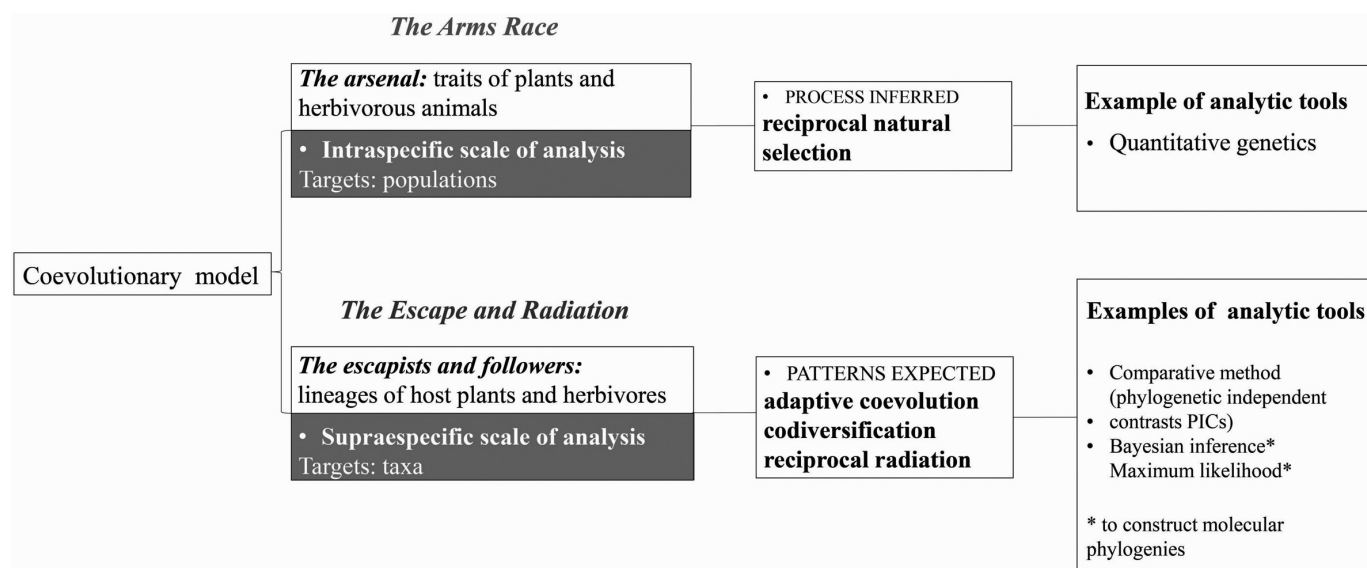 The Arms Race
The arsenal: traits of plants and
herbivorous animals
• Intraspecific scale of analysis
Targets: populations
• PROCESS INFERRED
reciprocal natural
selection
Example of analytic tools
• Quantitative genetics
Coevolutionary model
The Escape and Radiation
The escapists and followers:
lineages of host plants and herbivores
• Supraespecific scale of analysis
Targets: taxa
• PATTERNS EXPECTED
adaptive coevolution
codiversification
reciprocal radiation
Examples of analytic tools
• Comparative method
(phylogenetic independent
• contrasts PICs)
• Bayesian inference*
Maximum likelihood*
* to construct molecular
phylogenies